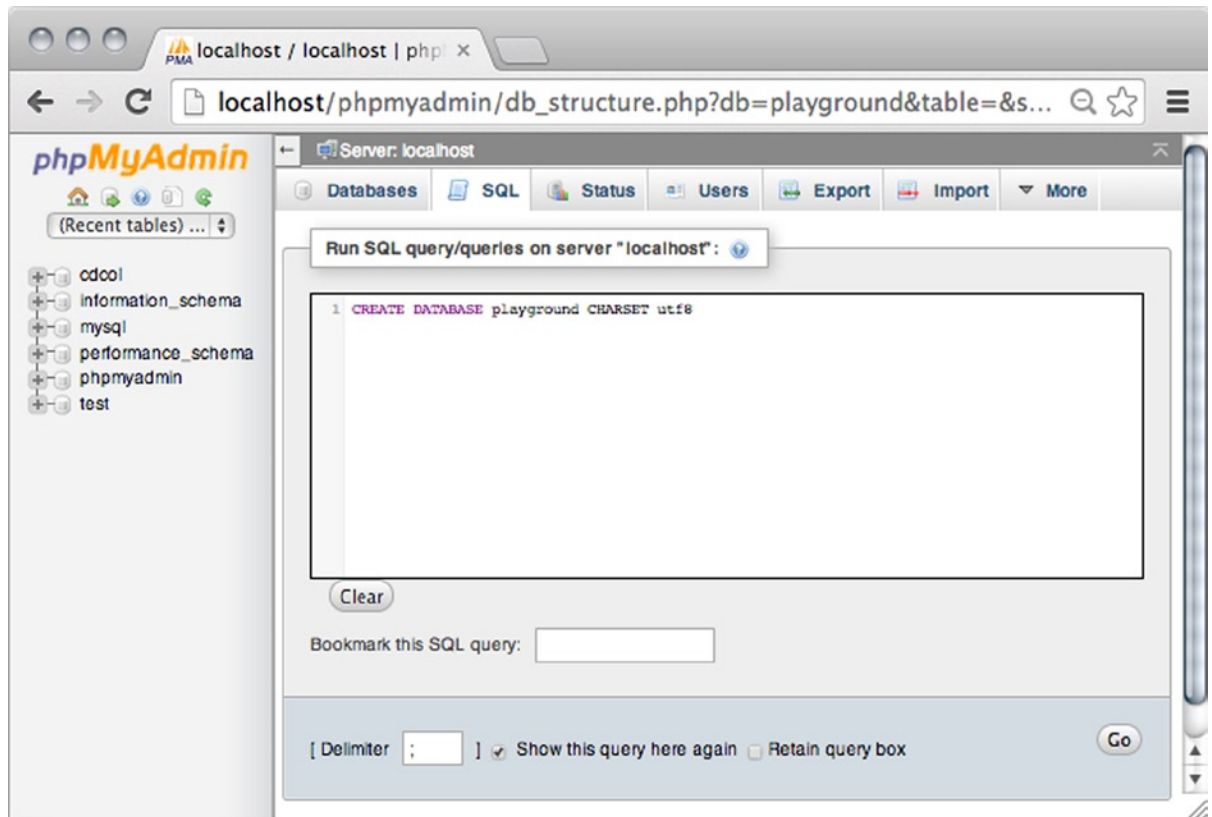 PMA localhost / localhost | php
localhost/phpmyadmin/db_structure.php?db=playground&table=&s...
phpMyAdmin
(Recent tables) ...
cdcol
information_schema
mysql
performance_schema
phpmyadmin
test
Server: localhost
Databases SQL Status Users Export Import More
Run SQL query/queries on server "localhost":
1 CREATE DATABASE playground CHARSET utf8
Clear
Bookmark this SQL query:
[ Delimiter ; ] Show this query here again Retain query box Go